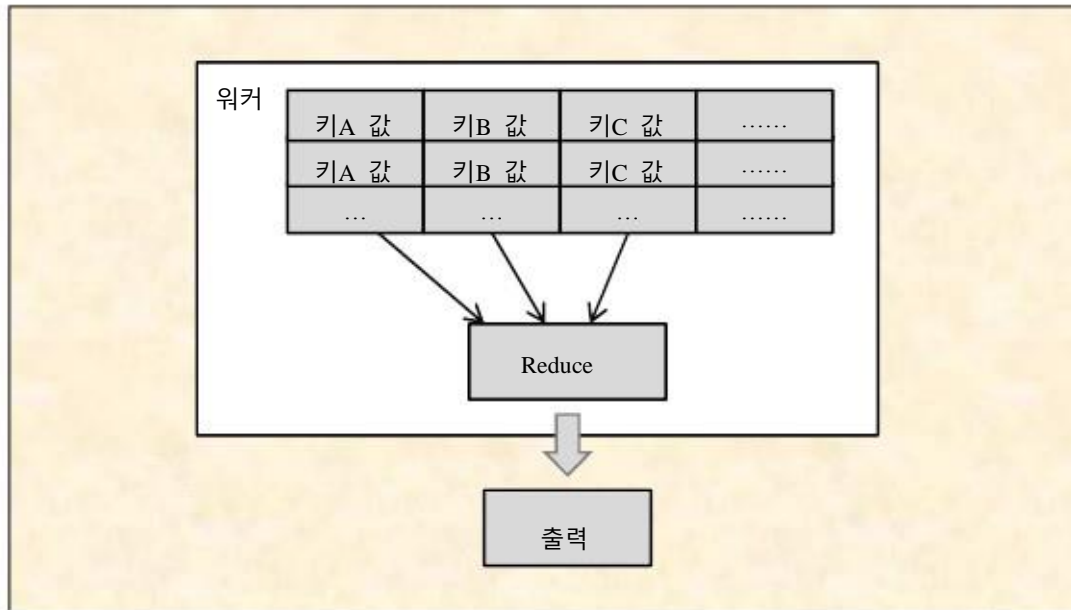 워커
키A 값 키B 값 키C 값 ……
키A 값 키B 값 키C 값 ……
… … … ……
Reduce
출력